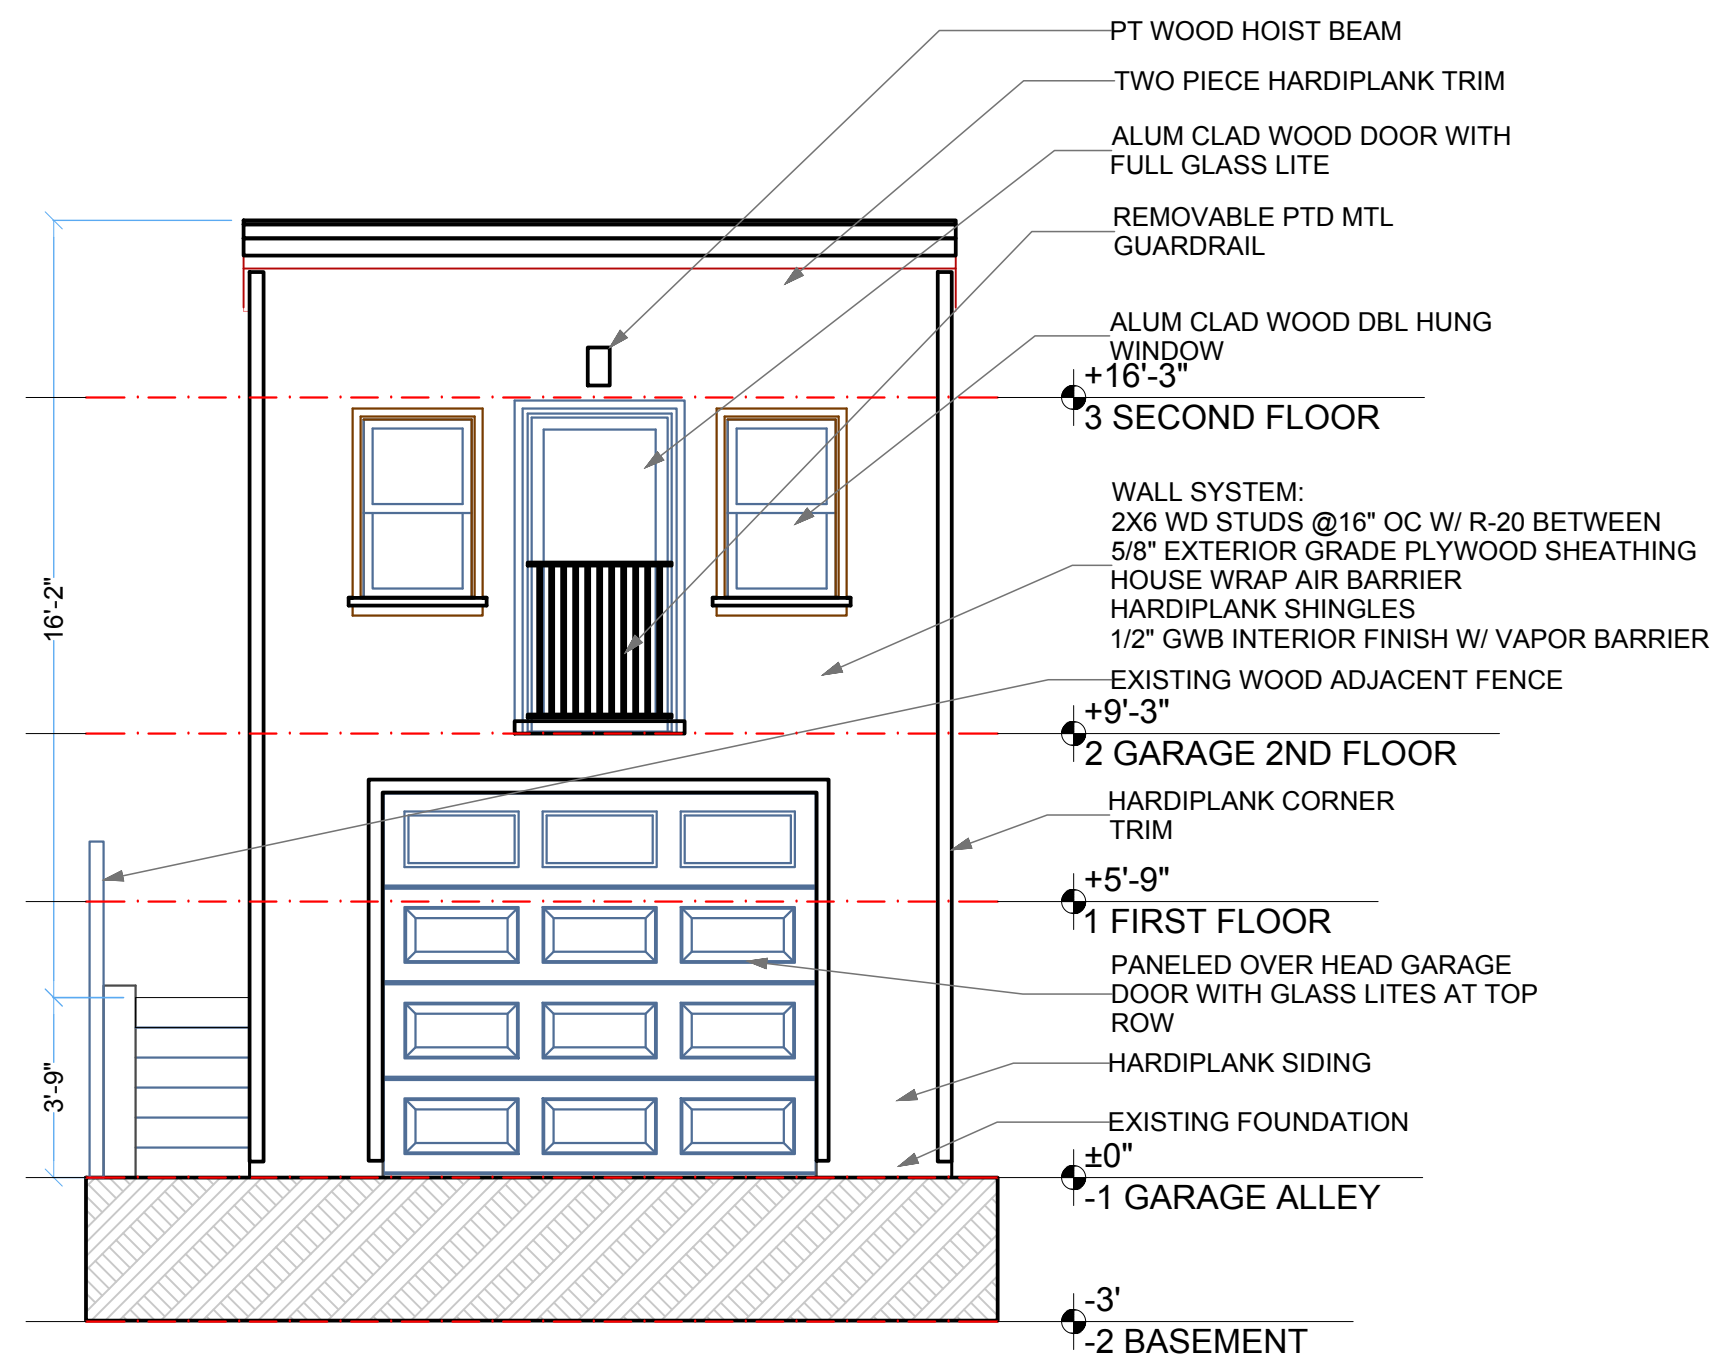 PT WOOD HOIST BEAM
TWO PIECE HARDIPLANK TRIM
ALUM CLAD WOOD DOOR WITH
FULL GLASS LITE
REMOVABLE PTD MTL
GUARDRAIL
ALUM CLAD WOOD DBL HUNG
WINDOW
+16'-3"
3 SECOND FLOOR
WALL SYSTEM:
2X6 WD STUDS @16" OC W/ R-20 BETWEEN
5/8" EXTERIOR GRADE PLYWOOD SHEATHING
HOUSE WRAP AIR BARRIER
HARDIPLANK SHINGLES
1/2" GWB INTERIOR FINISH W/ VAPOR BARRIER
EXISTING WOOD ADJACENT FENCE
+9'-3"
2 GARAGE 2ND FLOOR
HARDIPLANK CORNER
TRIM
+5'-9"
1 FIRST FLOOR
PANELED OVER HEAD GARAGE
DOOR WITH GLASS LITES AT TOP
ROW
HARDIPLANK SIDING
EXISTING FOUNDATION
±0"
-1 GARAGE ALLEY
-3'
-2 BASEMENT
16'-2"
3'-9"